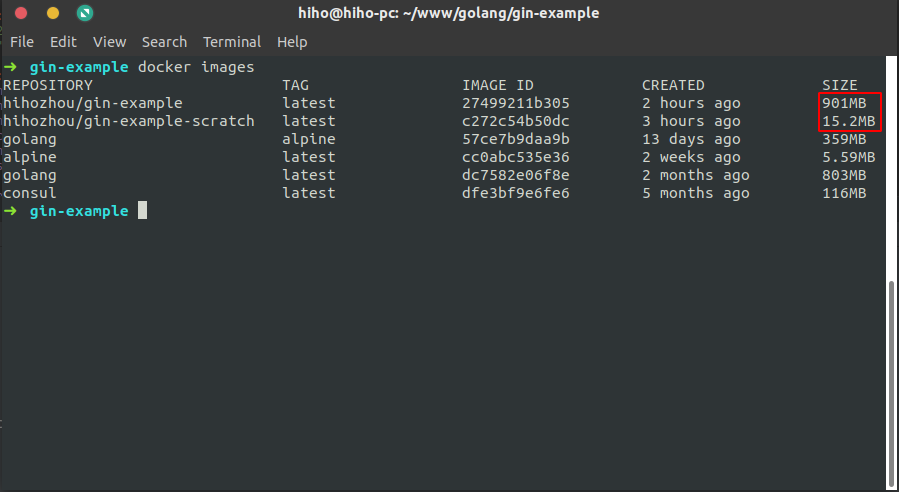 hiho@hiho-pc: ~/www/golang/gin-example
File Edit View Search Terminal Help
➜ gin-example docker images
REPOSITORY TAG IMAGE ID CREATED SIZE
hihozhou/gin-example latest 27499211b305 2 hours ago 901MB
hihozhou/gin-example-scratch latest c272c54b50dc 3 hours ago 15.2MB
golang alpine 57ce7b9daa9b 13 days ago 359MB
alpine latest cc0abc535e36 2 weeks ago 5.59MB
golang latest dc7582e06f8e 2 months ago 803MB
consul latest dfe3bf9e6fe6 5 months ago 116MB
➜ gin-example